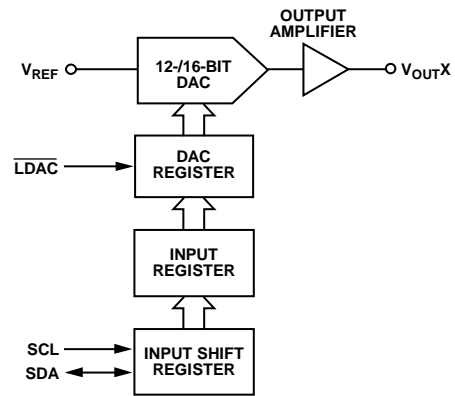 OUTPUT
AMPLIFIER
VREF
12-/16-BIT
DAC
VOUTX
LDAC
DAC
REGISTER
INPUT
REGISTER
SCL
SDA
INPUT SHIFT
REGISTER